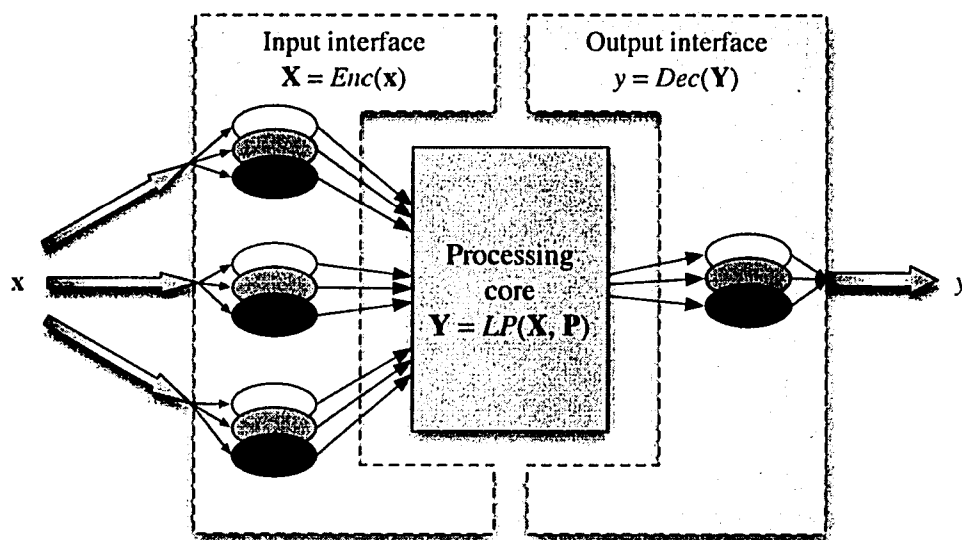 Input interface
X = Enc(x)
Output interface
y = Dec(Y)
x
Processing
core
Y = LP(X, P)
y